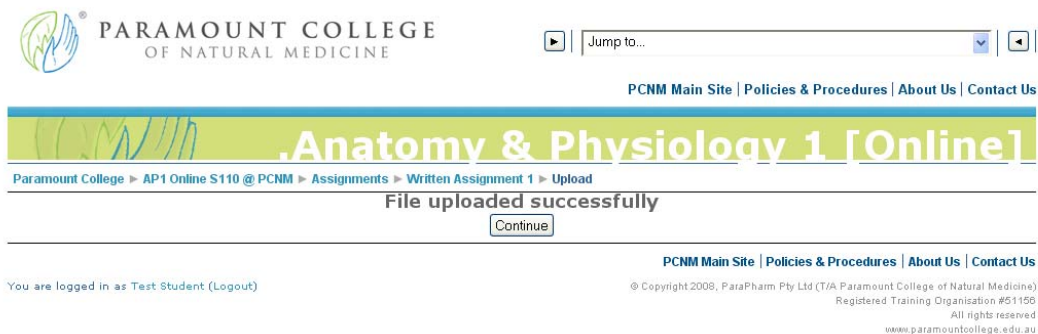 PARAMOUNT COLLEGE
OF NATURAL MEDICINE
Jump to...
PCNM Main Site | Policies & Procedures | About Us | Contact Us
.Anatomy & Physiology 1 [Online]
Paramount College ► AP1 Online S110 @ PCNM ► Assignments ► Written Assignment 1 ► Upload
File uploaded successfully
Continue
PCNM Main Site | Policies & Procedures | About Us | Contact Us
You are logged in as Test Student (Logout)
© Copyright 2008, ParaPharm Pty Ltd (T/A Paramount College of Natural Medicine)
Registered Training Organisation #51156
All rights reserved
www.paramountcollege.edu.au